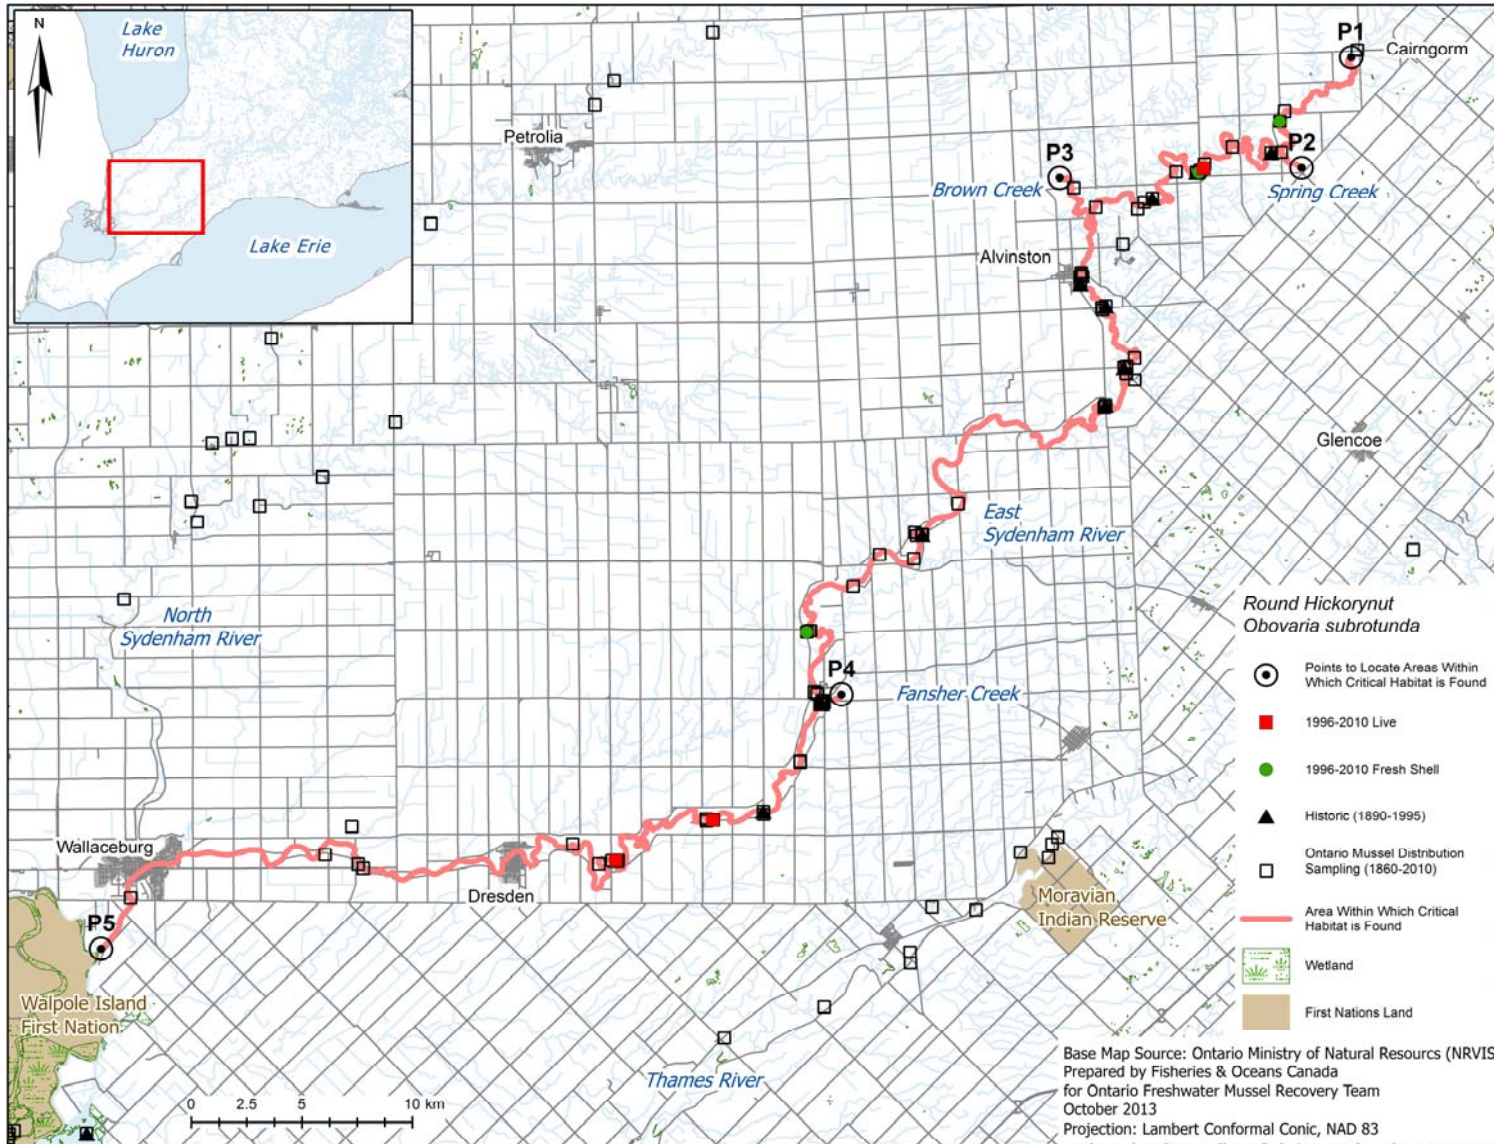 N
Lake
Huron
Lake Erie
P1
Cairngorm
Petrolia
P3
P2
Brown Creek
Spring Creek
Alvinston
Glencoe
East
Sydenham River
North
Sydenham River
P4
Fansher Creek
Wallaceburg
Dresden
P5
Moravian
Indian Reserve
Walpole Island
First Nation
Thames River
0 2.5 5 10 km
Round Hickorynut
Obovaria subrotunda
Points to Locate Areas Within
Which Critical Habitat is Found
1996-2010 Live
1996-2010 Fresh Shell
Historic (1890-1995)
Ontario Mussel Distribution
Sampling (1860-2010)
Area Within Which Critical
Habitat is Found
Wetland
First Nations Land
Base Map Source: Ontario Ministry of Natural Resourcs (NRVIS
Prepared by Fisheries & Oceans Canada
for Ontario Freshwater Mussel Recovery Team
October 2013
Projection: Lambert Conformal Conic, NAD 83